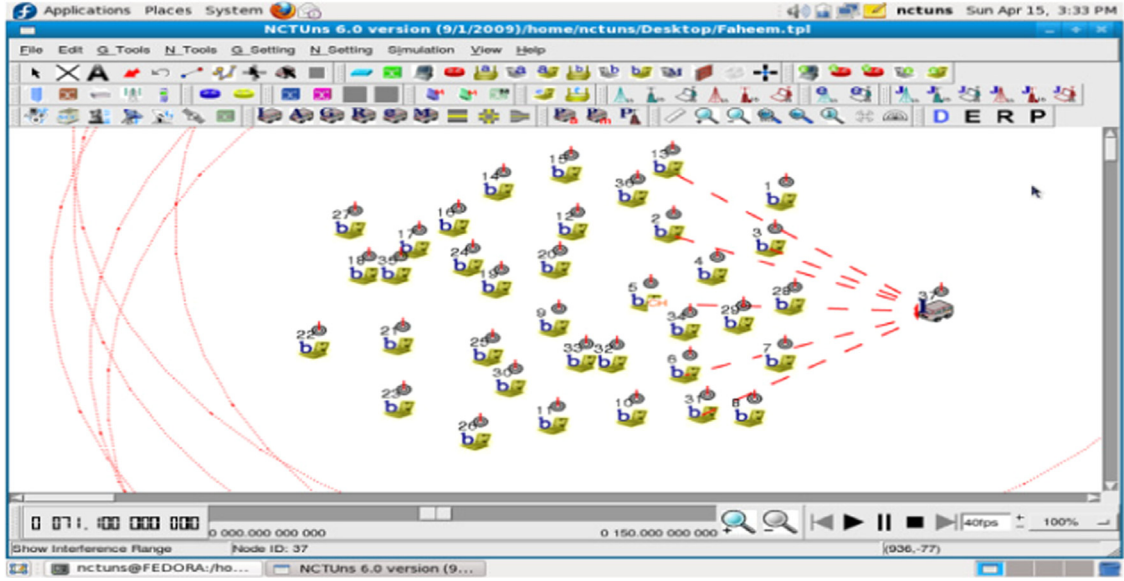 Applications Places System nctuns Sun Apr 15, 3:33 PM
NCTUns 6.0 version (9/1/2009)/home/nctuns/Desktop/Faheem.tpl
File Edit G_Tools N_Tools G_Setting N_Setting Simulation View Help
D E R P
15 13
14 36 1
27 16 12 2
17 3
18 35 24 20 4
19
5 CH 28 37
9 34 29
22 21
25 33 32 6 7
30
23 31 8
26 11 10
0 071. 100 000 000
0 000.000 000 000 0 150.000 000 000 40fps 100%
Show Interference Range Node ID: 37 (936,-77)
nctuns@FEDORA:/ho... NCTUns 6.0 version (9...